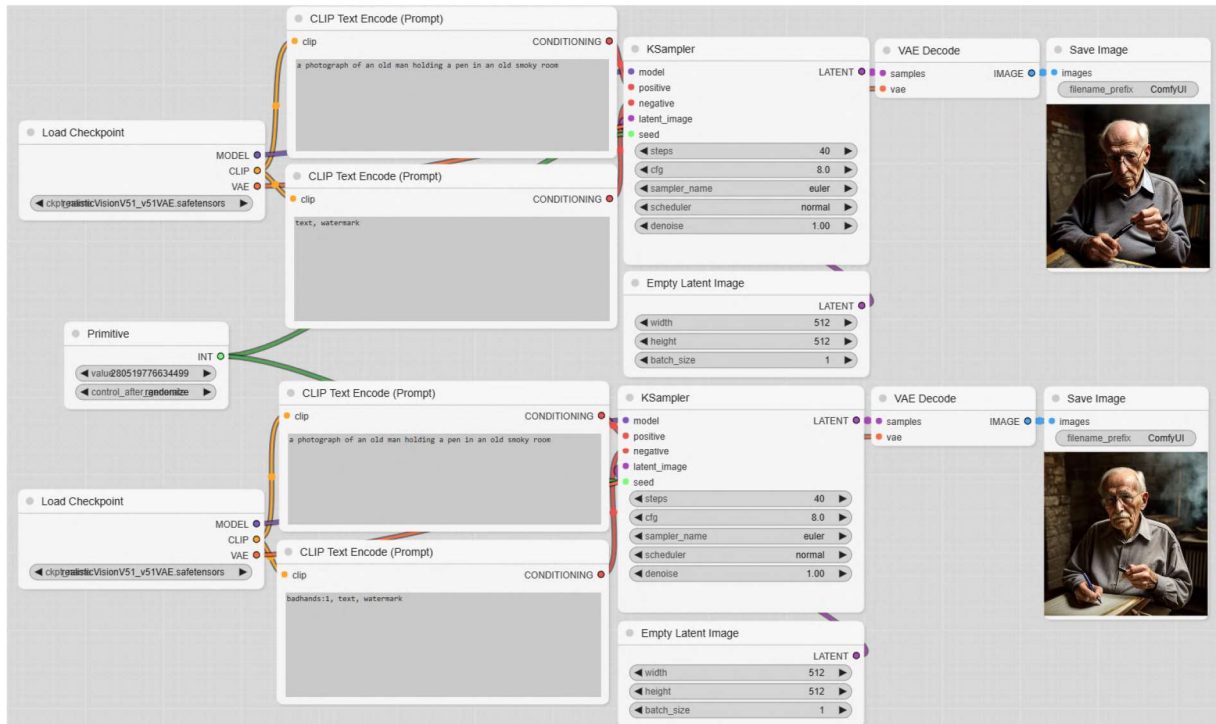 CLIP Text Encode (Prompt)
clip
CONDITIONING
a photograph of an old man holding a pen in an old smoky room
Load Checkpoint
MODEL
CLIP
VAE
realisticVisionV51_v51VAE.safetensors
CLIP Text Encode (Prompt)
clip
CONDITIONING
text, watermark
KSampler
model
LATENT
positive
negative
latent_image
seed
steps 40
cfg 8.0
sampler_name euler
scheduler normal
denoise 1.00
Empty Latent Image
LATENT
width 512
height 512
batch_size 1
VAE Decode
samples IMAGE
vae
Save Image
images
filename_prefix ComfyUI
Primitive
INT
value 280519776634499
control_after_ randomize
CLIP Text Encode (Prompt)
clip
CONDITIONING
a photograph of an old man holding a pen in an old smoky room
Load Checkpoint
MODEL
CLIP
VAE
realisticVisionV51_v51VAE.safetensors
CLIP Text Encode (Prompt)
clip
CONDITIONING
badhands:1, text, watermark
KSampler
model
LATENT
positive
negative
latent_image
seed
steps 40
cfg 8.0
sampler_name euler
scheduler normal
denoise 1.00
Empty Latent Image
LATENT
width 512
height 512
batch_size 1
VAE Decode
samples IMAGE
vae
Save Image
images
filename_prefix ComfyUI